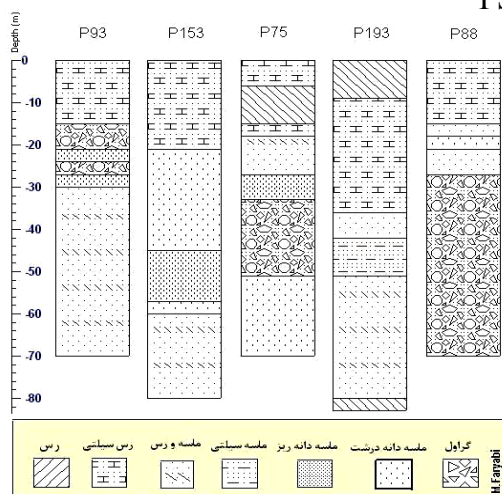 Depth (m)
P93 P153 P75 P193 P88
0
-10
-20
-30
-40
-50
-60
-70
-80
رس رس سیلتی ماسه و رس ماسه سیلتی ماسه دانه ریز ماسه دانه درشت گراول
H.Faryabi